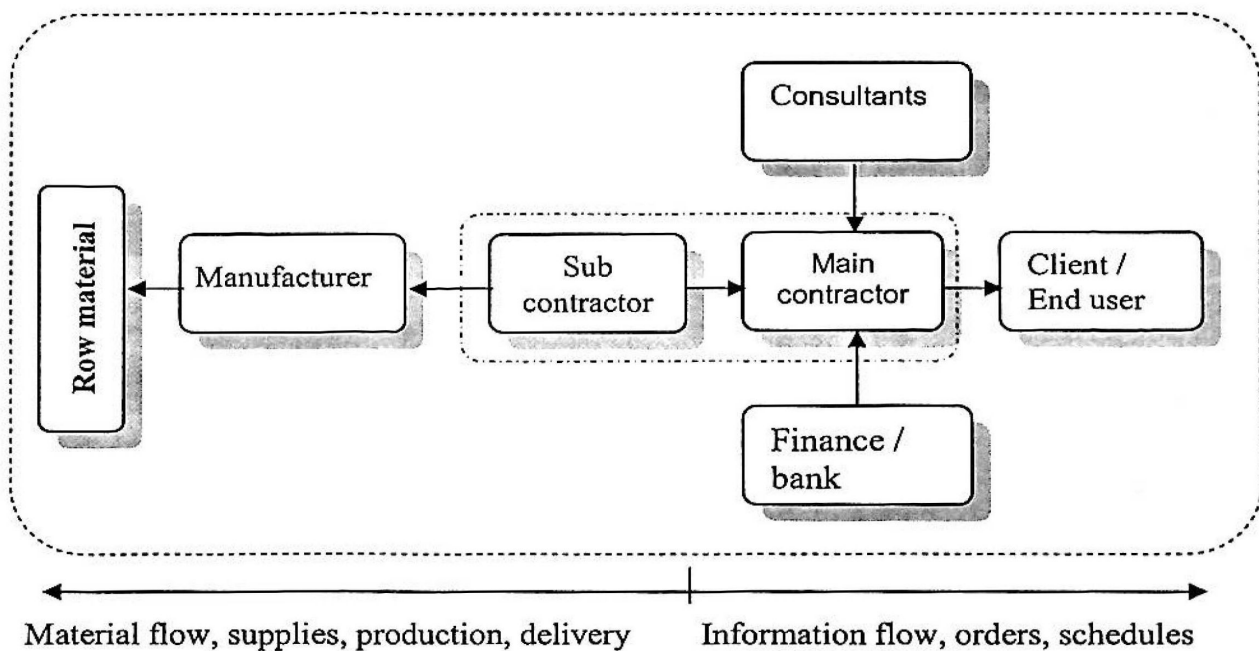 Consultants
Row material
Manufacturer
Sub
contractor
Main
contractor
Client /
End user
Finance /
bank
Material flow, supplies, production, delivery
Information flow, orders, schedules